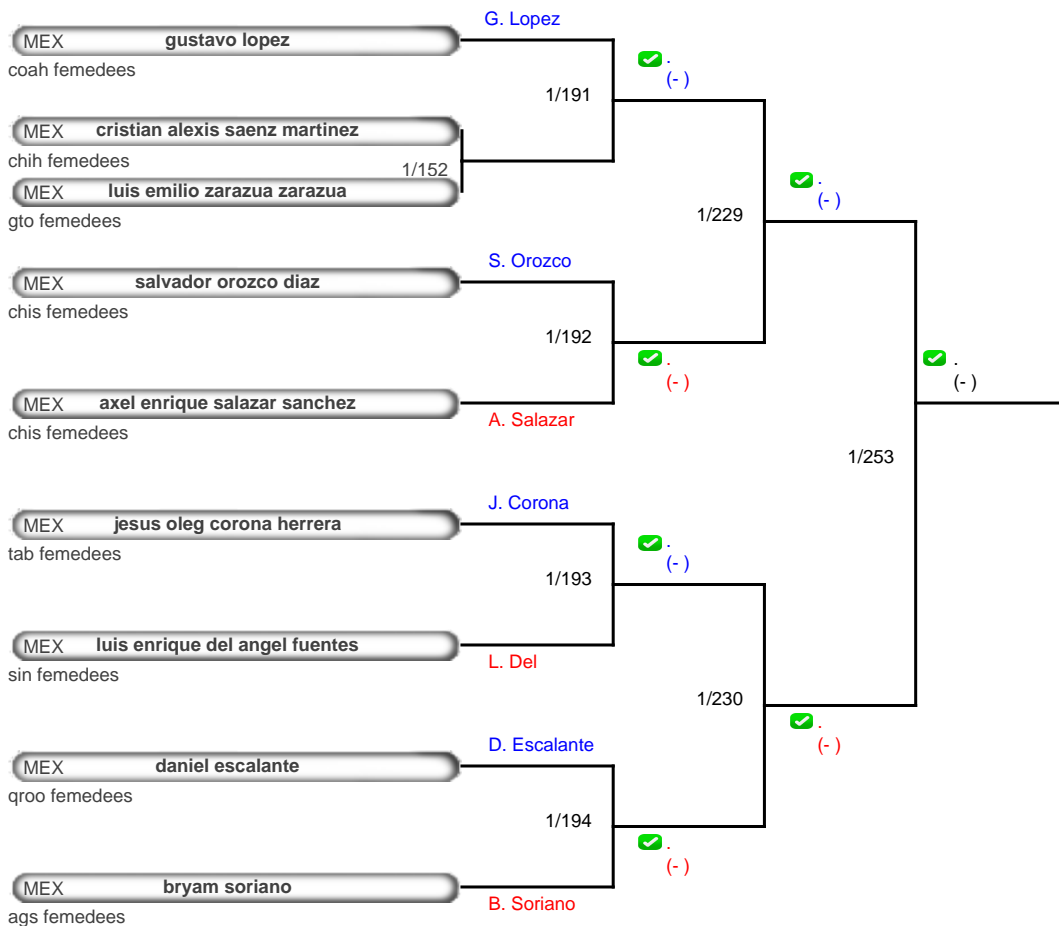 G. Lopez
MEX gustavo lopez
coah femedees
.
(- )
1/191
MEX cristian alexis saenz martinez
chih femedees
1/152
MEX luis emilio zarazua zarazua
gto femedees
.
(- )
1/229
S. Orozco
MEX salvador orozco diaz
chis femedees
1/192
.
(- )
.
(- )
MEX axel enrique salazar sanchez
chis femedees
A. Salazar
1/253
J. Corona
MEX jesus oleg corona herrera
tab femedees
.
(- )
1/193
MEX luis enrique del angel fuentes
sin femedees
L. Del
1/230
.
(- )
D. Escalante
MEX daniel escalante
qroo femedees
1/194
.
(- )
MEX bryam soriano
ags femedees
B. Soriano